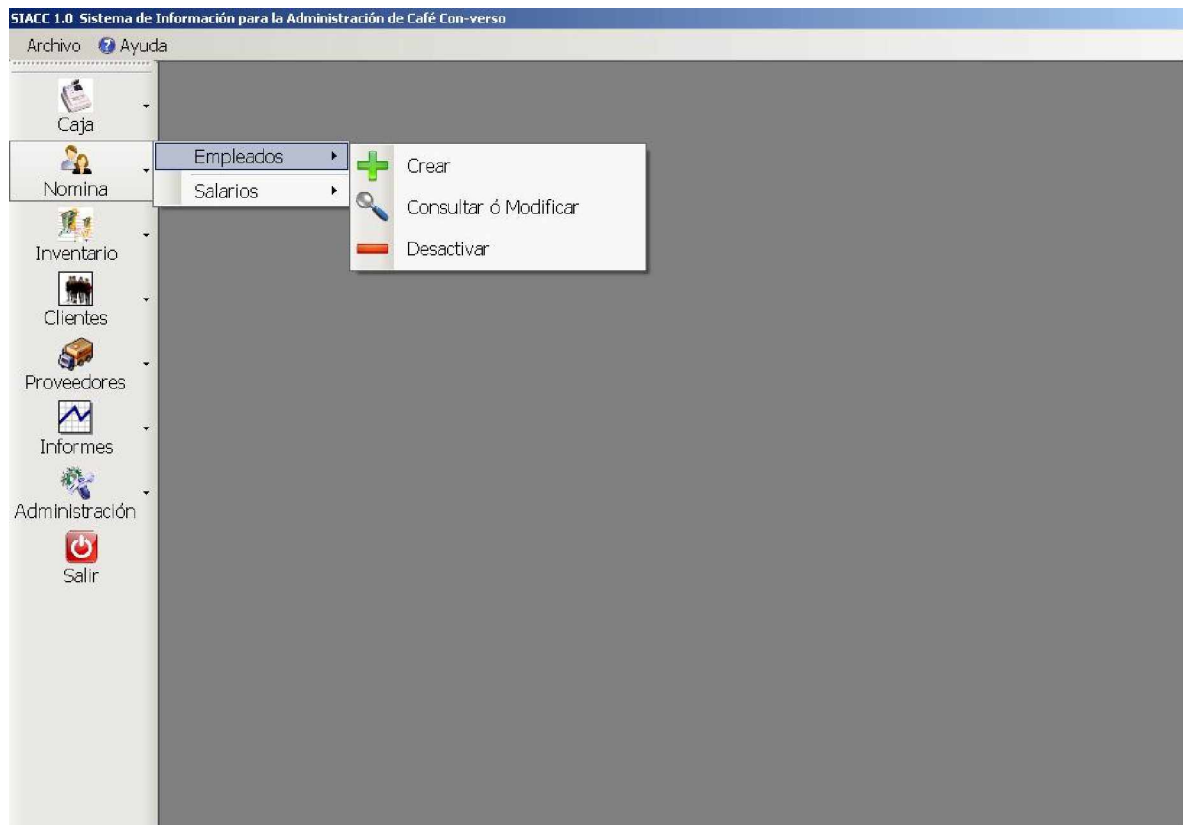 SIACC 1.0 Sistema de Información para la Administración de Café Con-verso
Archivo Ayuda
Caja
Nomina
Empleados
Salarios
Crear
Consultar ó Modificar
Desactivar
Inventario
Clientes
Proveedores
Informes
Administración
Salir